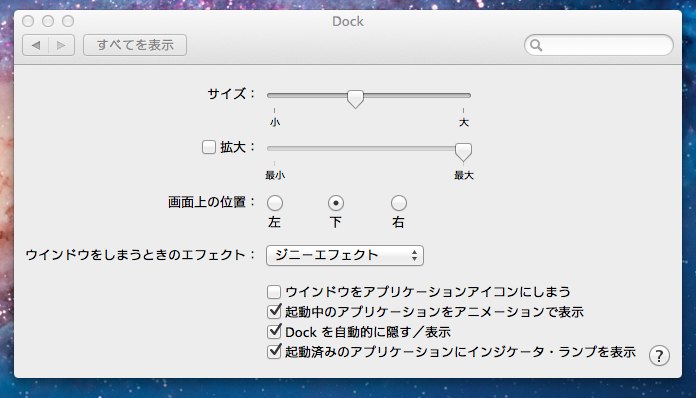 Dock
すべてを表示
サイズ：
小 大
拡大：
最小 最大
画面上の位置：
左 下 右
ウインドウをしまうときのエフェクト： ジニーエフェクト
ウインドウをアプリケーションアイコンにしまう
起動中のアプリケーションをアニメーションで表示
Dock を自動的に隠す／表示
起動済みのアプリケーションにインジケータ・ランプを表示
?